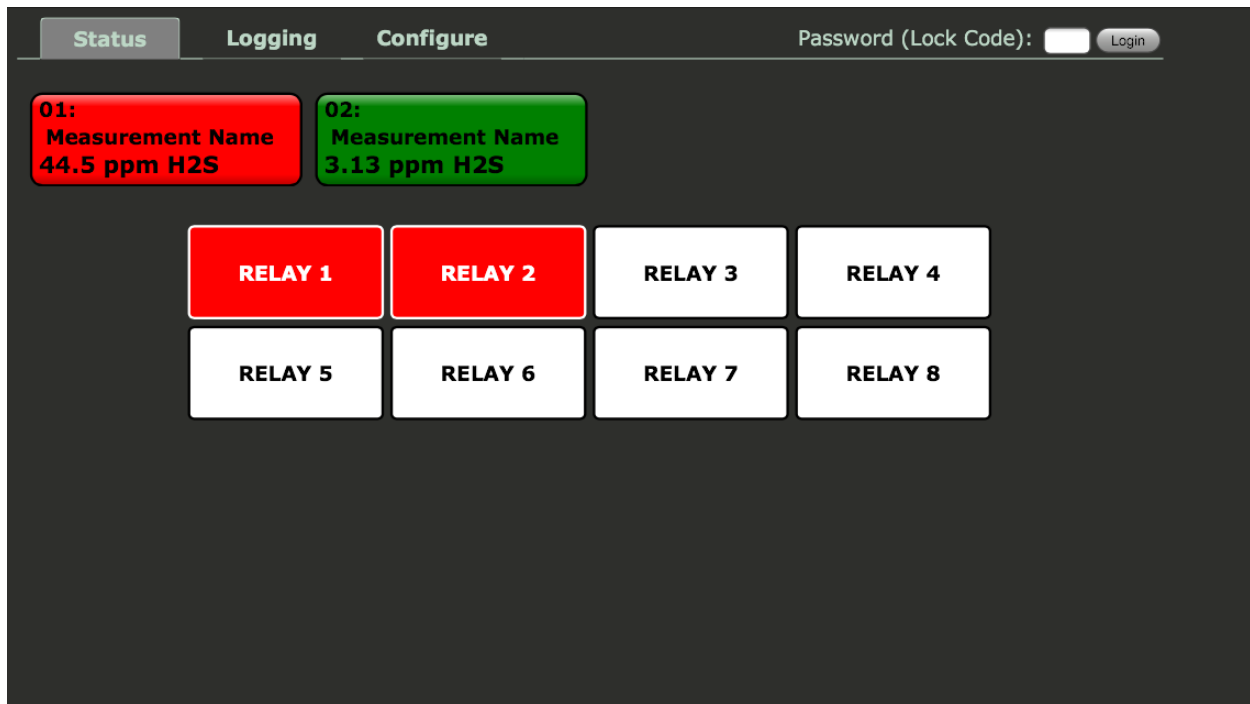 Status Logging Configure Password (Lock Code): Login
01:
Measurement Name
44.5 ppm H2S
02:
Measurement Name
3.13 ppm H2S
RELAY 1 RELAY 2 RELAY 3 RELAY 4
RELAY 5 RELAY 6 RELAY 7 RELAY 8